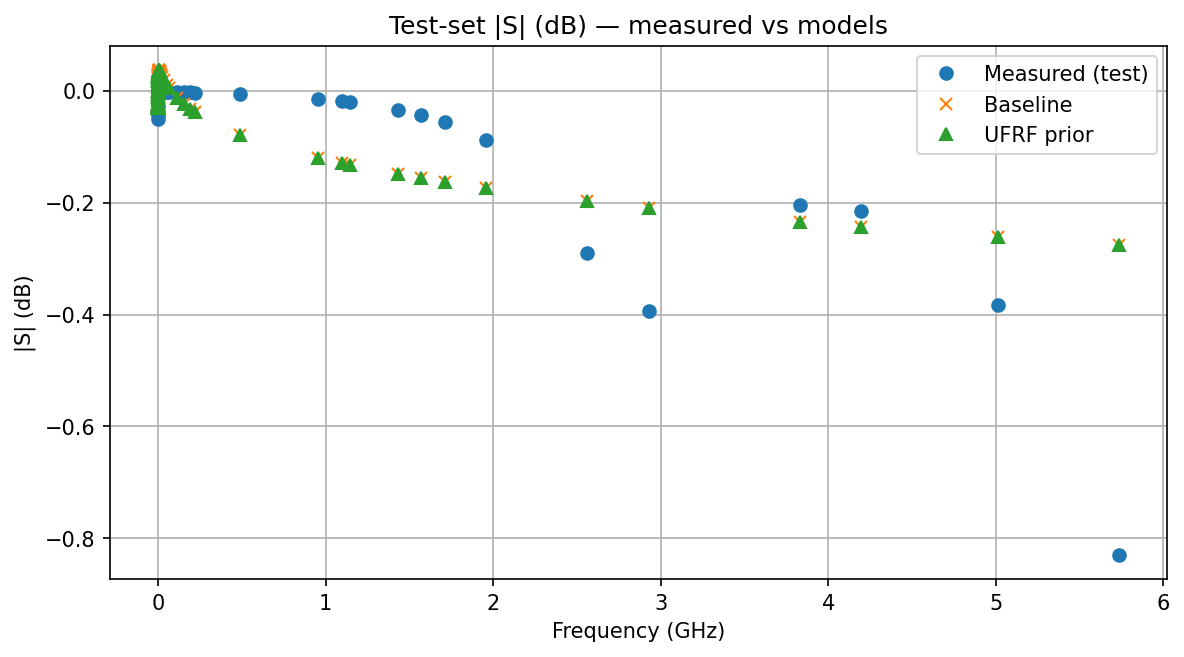 Test-set |S| (dB) — measured vs models
Measured (test)
Baseline
UFRF prior
|S| (dB)
0.0
−0.2
−0.4
−0.6
−0.8
0 1 2 3 4 5 6
Frequency (GHz)